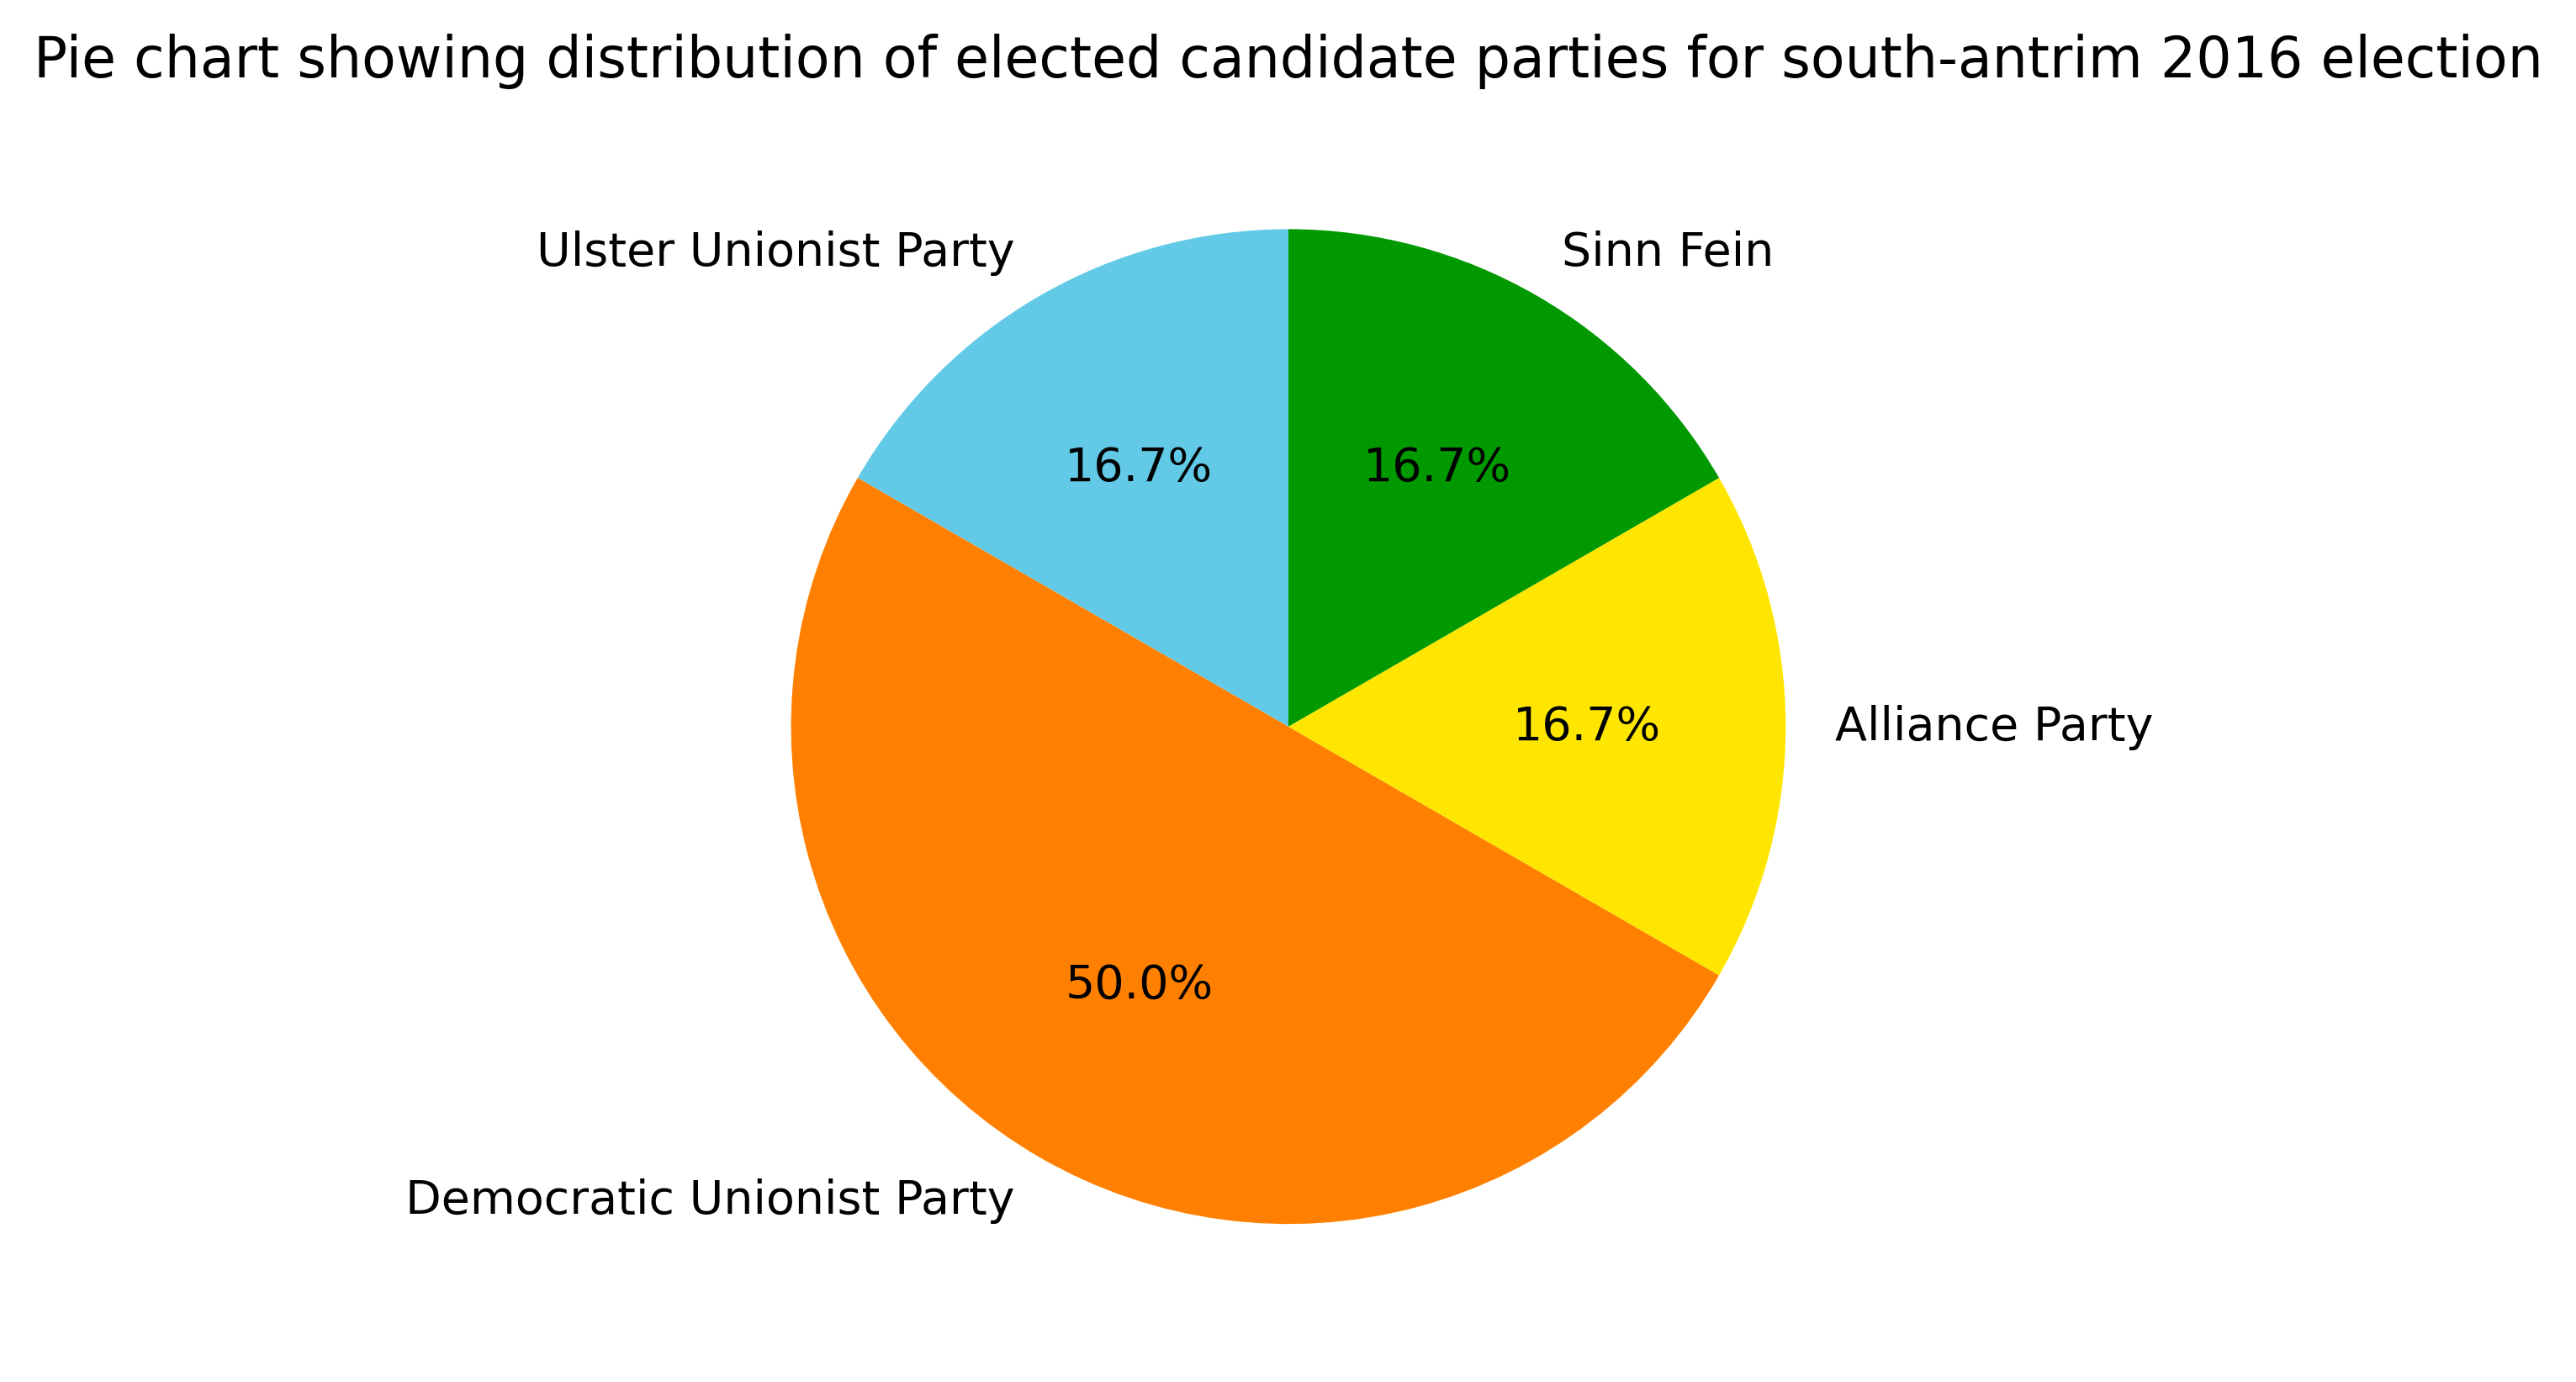 Pie chart showing distribution of elected candidate parties for south-antrim 2016 election
Ulster Unionist Party
Sinn Fein
16.7%
16.7%
16.7%
Alliance Party
50.0%
Democratic Unionist Party